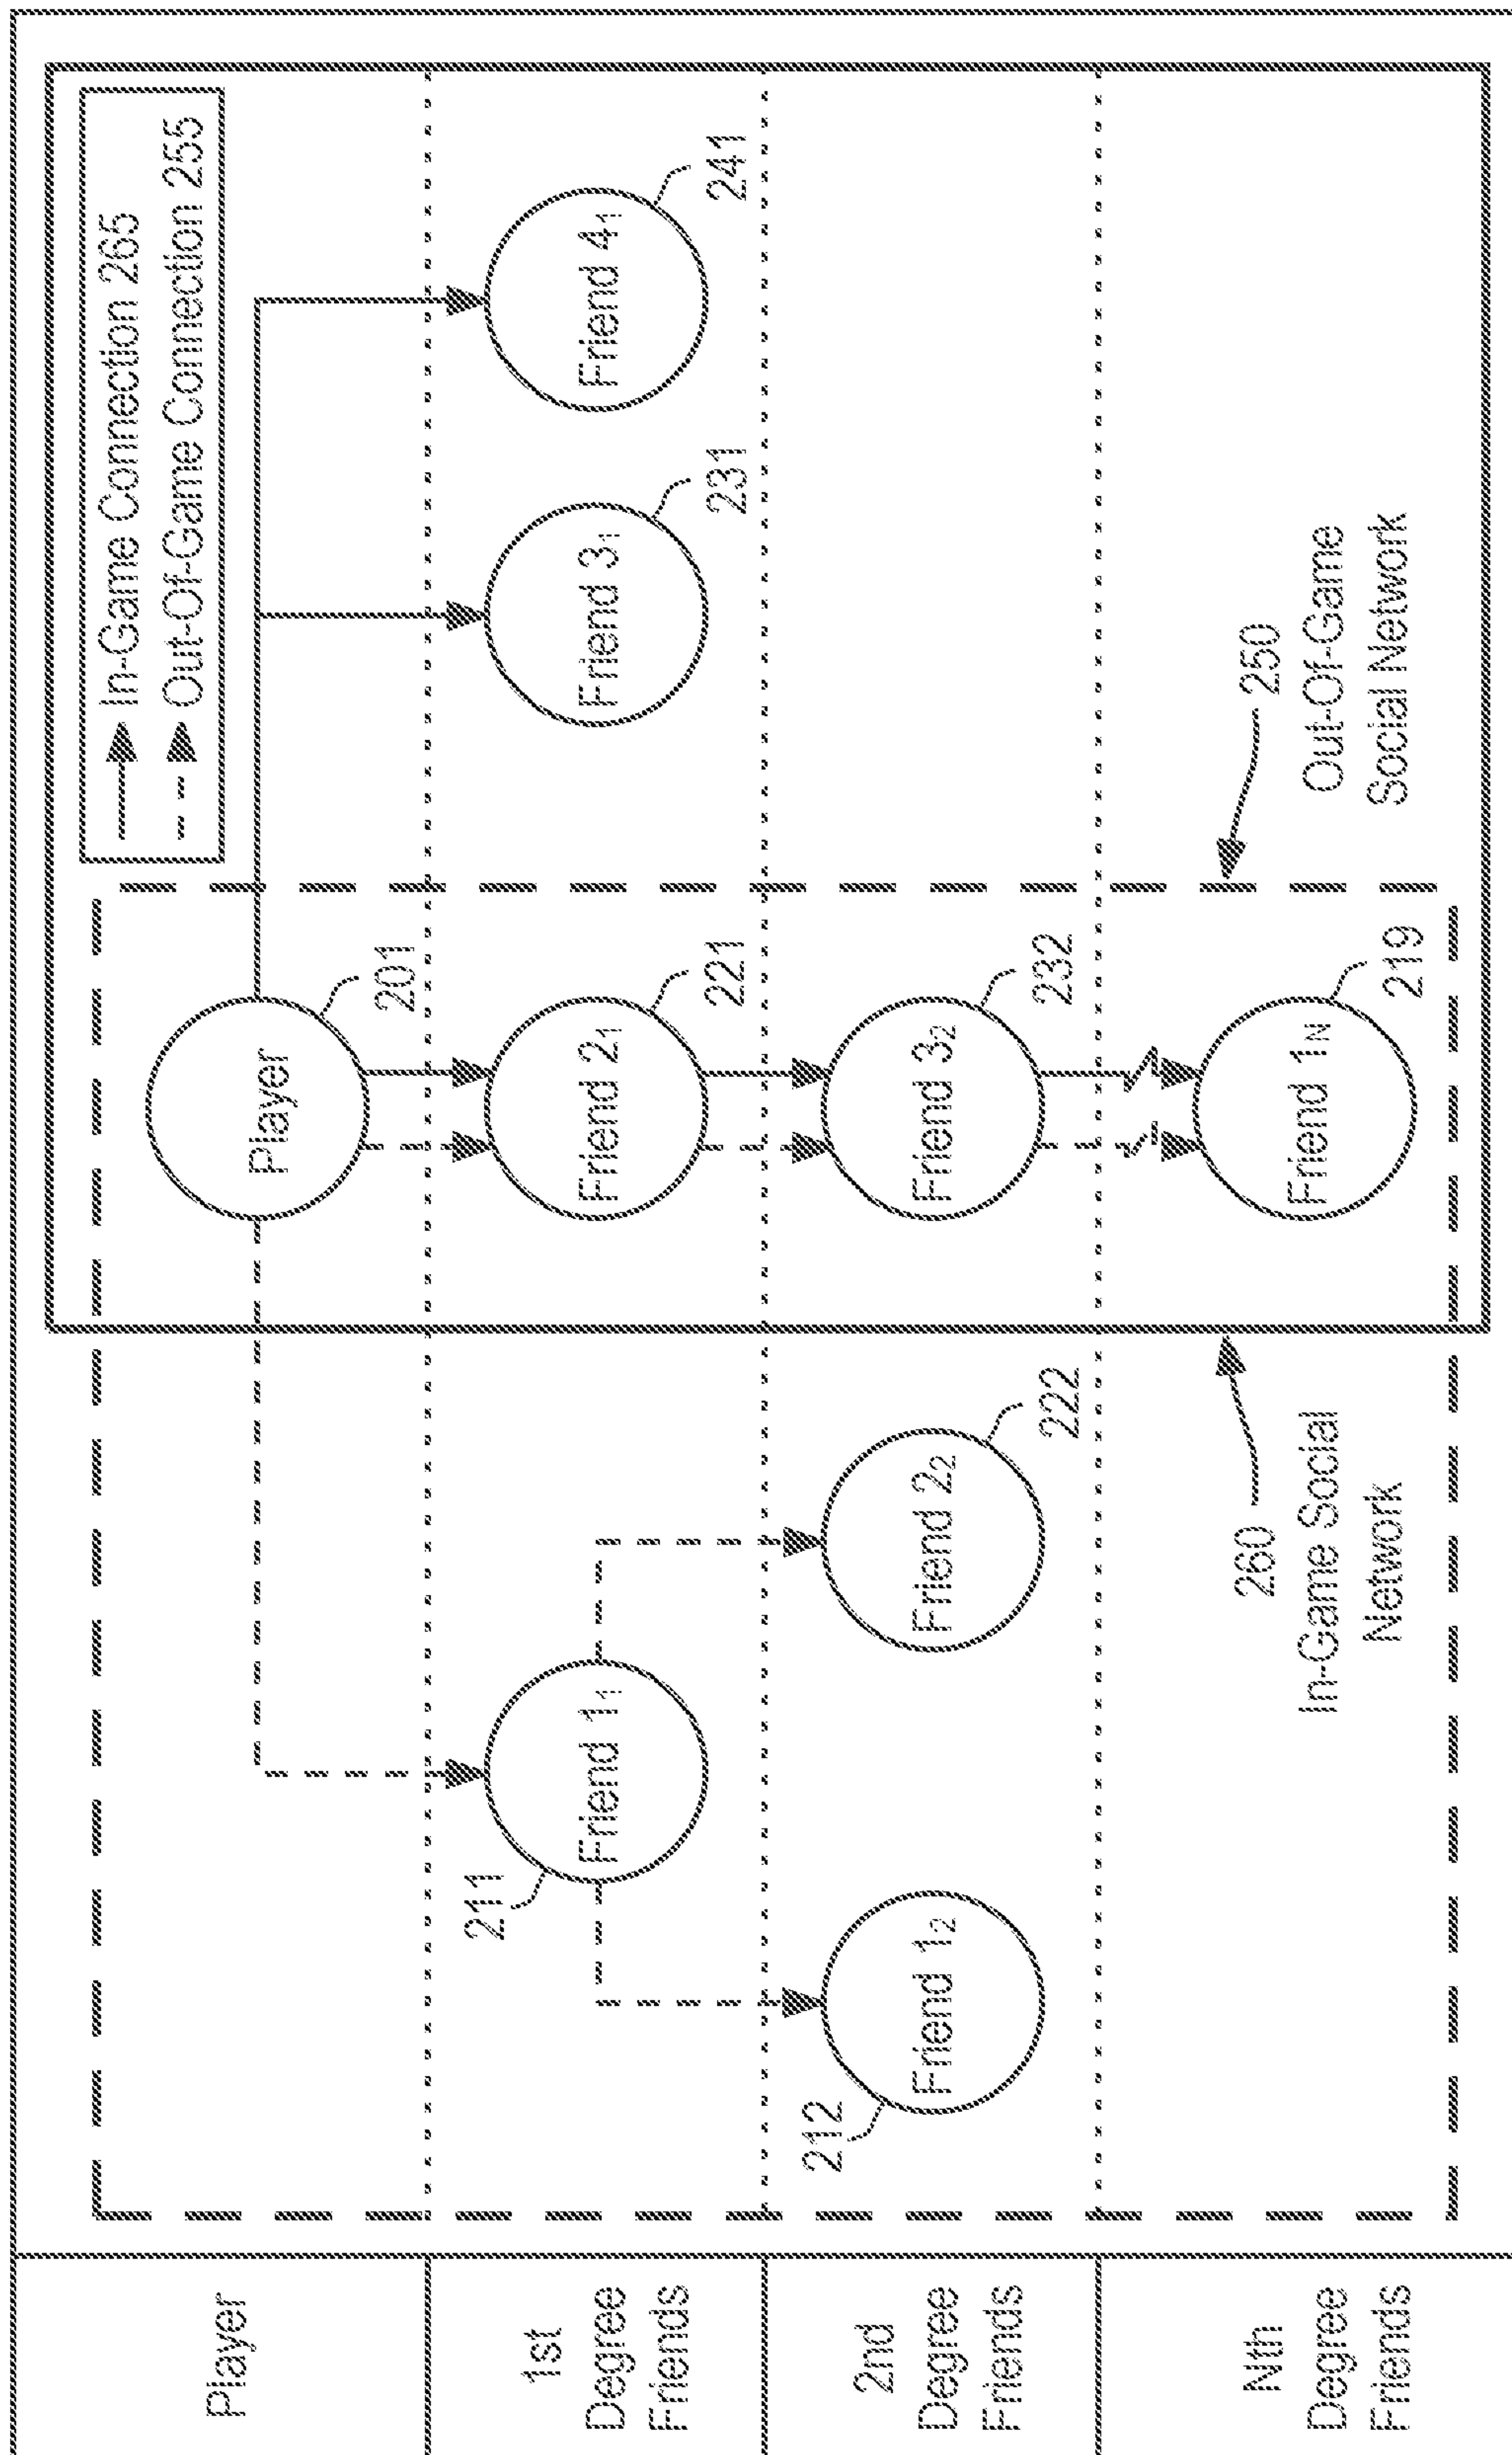 Player
1st
Degree
Friends
2nd
Degree
Friends
Nth
Degree
Friends
In-Game Connection 265
Out-Of-Game Connection 255
Player
201
211
Friend 1₁
Friend 2₁
221
Friend 3₁
231
Friend 4₁
241
212
Friend 1₂
Friend 2₂
222
Friend 3₂
232
260
In-Game Social
Network
Friend 1N
219
250
Out-Of-Game
Social Network